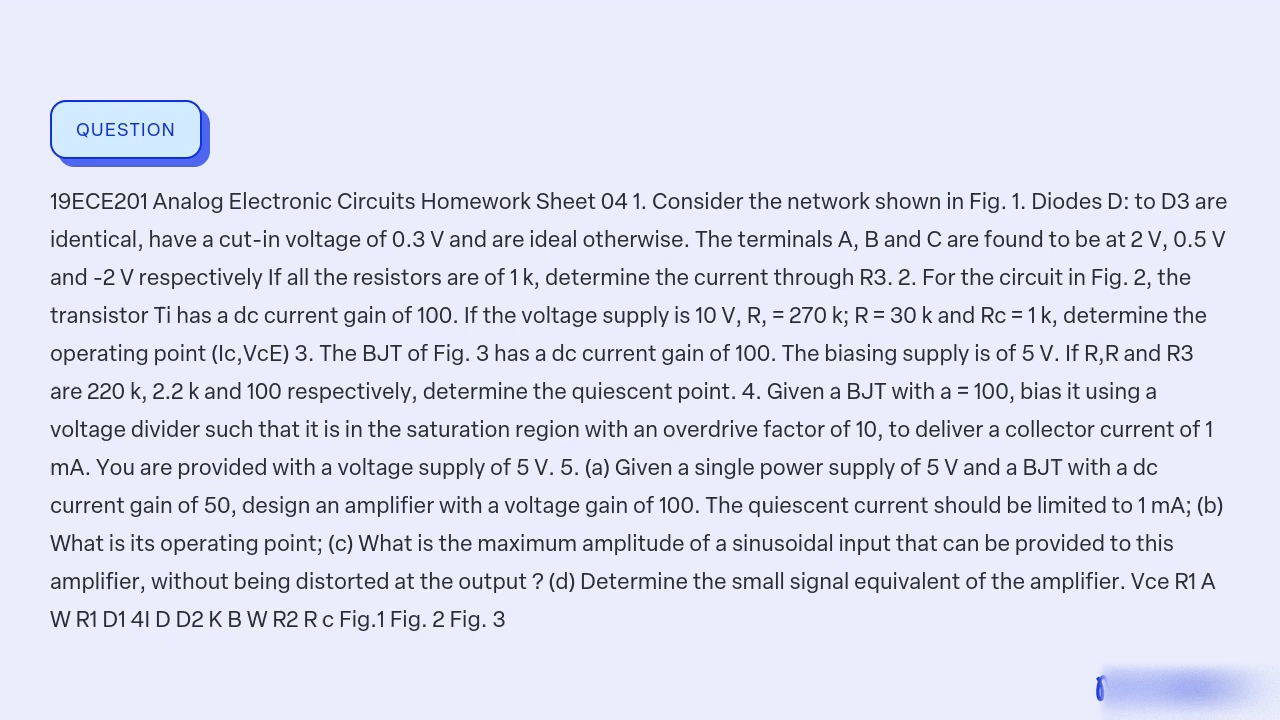 QUESTION
19ECE201 Analog Electronic Circuits Homework Sheet 04 1. Consider the network shown in Fig. 1. Diodes D: to D3 are
identical, have a cut-in voltage of 0.3 V and are ideal otherwise. The terminals A, B and C are found to be at 2 V, 0.5 V
and -2 V respectively If all the resistors are of 1 k, determine the current through R3. 2. For the circuit in Fig. 2, the
transistor Ti has a dc current gain of 100. If the voltage supply is 10 V, R, = 270 k; R = 30 k and Rc = 1 k, determine the
operating point (Ic,VcE) 3. The BJT of Fig. 3 has a dc current gain of 100. The biasing supply is of 5 V. If R,R and R3
are 220 k, 2.2 k and 100 respectively, determine the quiescent point. 4. Given a BJT with a = 100, bias it using a
voltage divider such that it is in the saturation region with an overdrive factor of 10, to deliver a collector current of 1
mA. You are provided with a voltage supply of 5 V. 5. (a) Given a single power supply of 5 V and a BJT with a dc
current gain of 50, design an amplifier with a voltage gain of 100. The quiescent current should be limited to 1 mA; (b)
What is its operating point; (c) What is the maximum amplitude of a sinusoidal input that can be provided to this
amplifier, without being distorted at the output ? (d) Determine the small signal equivalent of the amplifier. Vce R1 A
W R1 D1 4I D D2 K B W R2 R c Fig.1 Fig. 2 Fig. 3